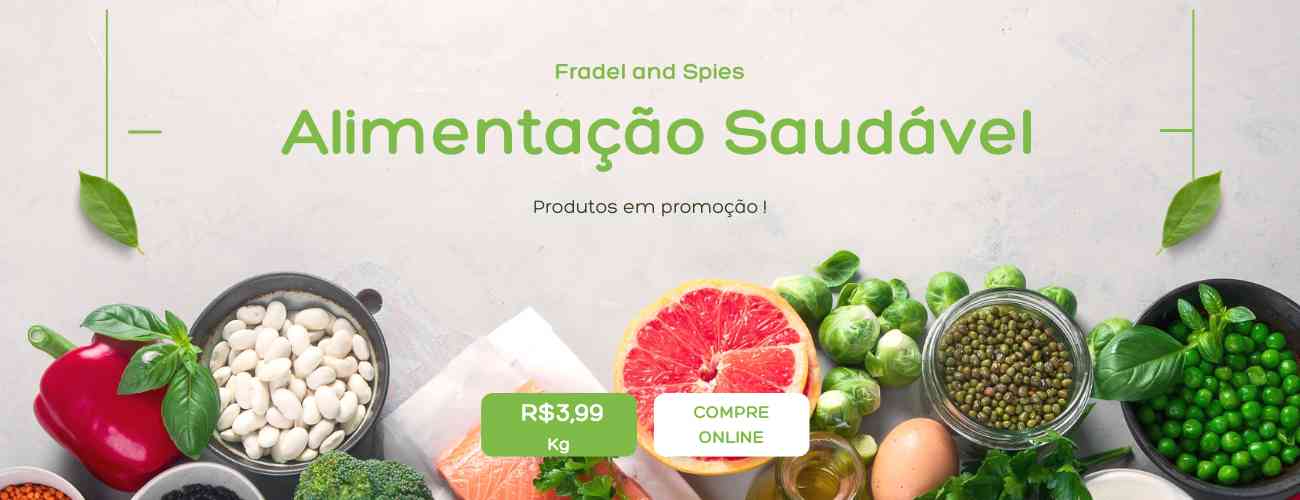 Fradel and Spies
Alimentação Saudável
Produtos em promoção !
R$3,99
Kg
COMPRE
ONLINE